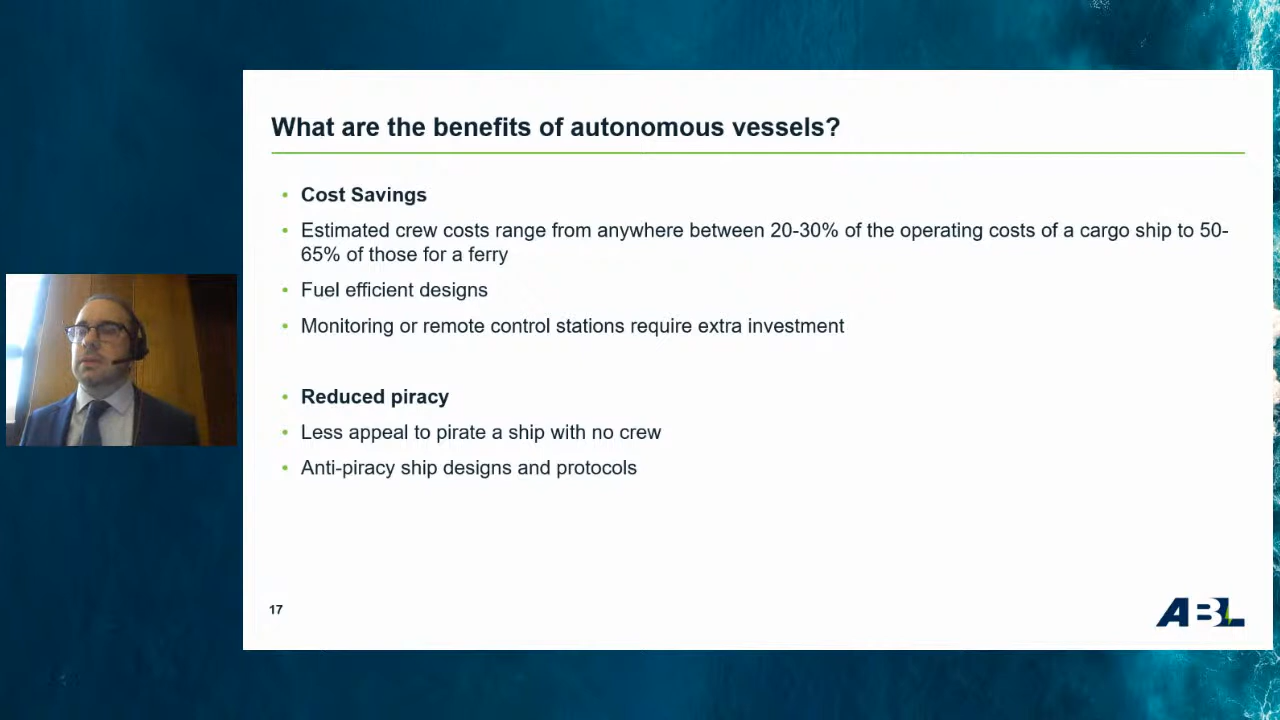 What are the benefits of autonomous vessels?
• Cost Savings
• Estimated crew costs range from anywhere between 20-30% of the operating costs of a cargo ship to 50-
65% of those for a ferry
• Fuel efficient designs
• Monitoring or remote control stations require extra investment
• Reduced piracy
• Less appeal to pirate a ship with no crew
• Anti-piracy ship designs and protocols
17
ABL